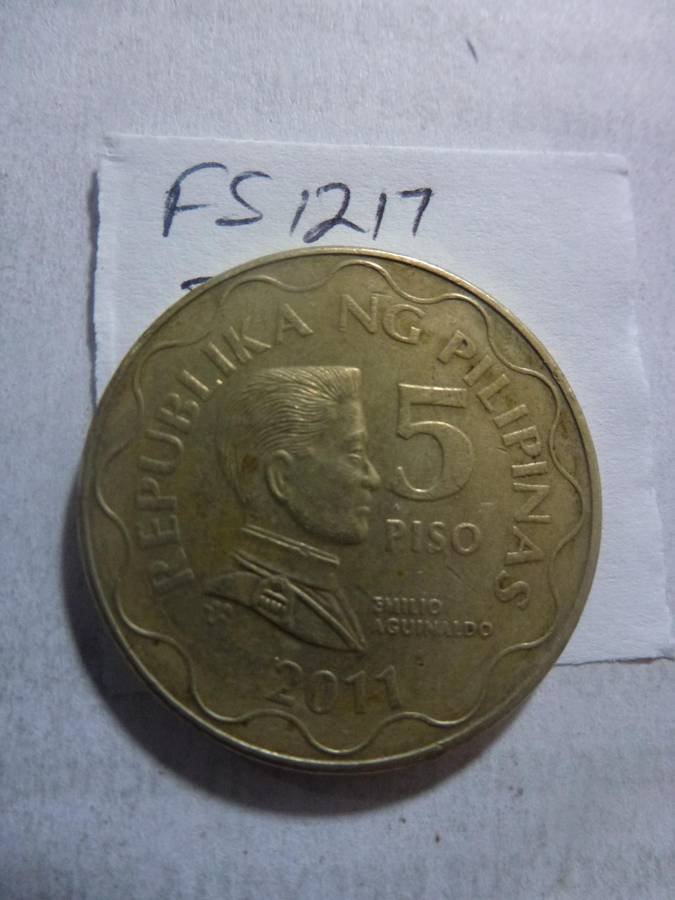 FS1217
REPUBLIKA NG PILIPINAS
5
PISO
EMILIO
AGUINALDO
2011